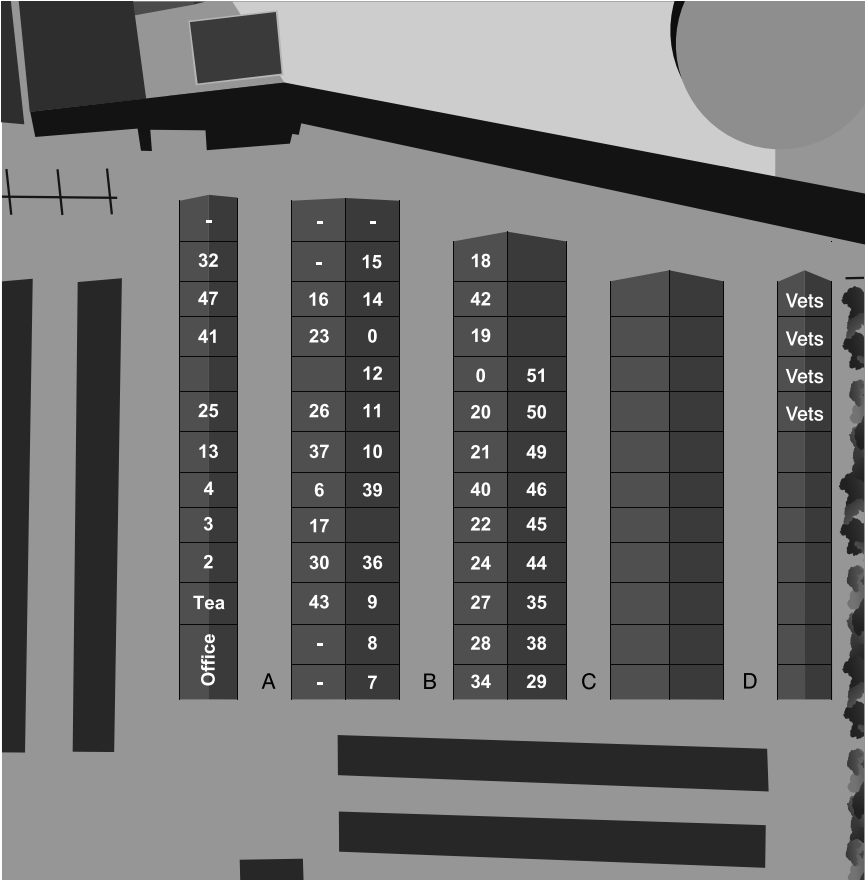 - - -
32 - 15 18
47 16 14 42 Vets
41 23 0 19 Vets
12 0 51 Vets
25 26 11 20 50 Vets
13 37 10 21 49
4 6 39 40 46
3 17 22 45
2 30 36 24 44
Tea 43 9 27 35
Office - 8 28 38
A - 7 B 34 29 C D